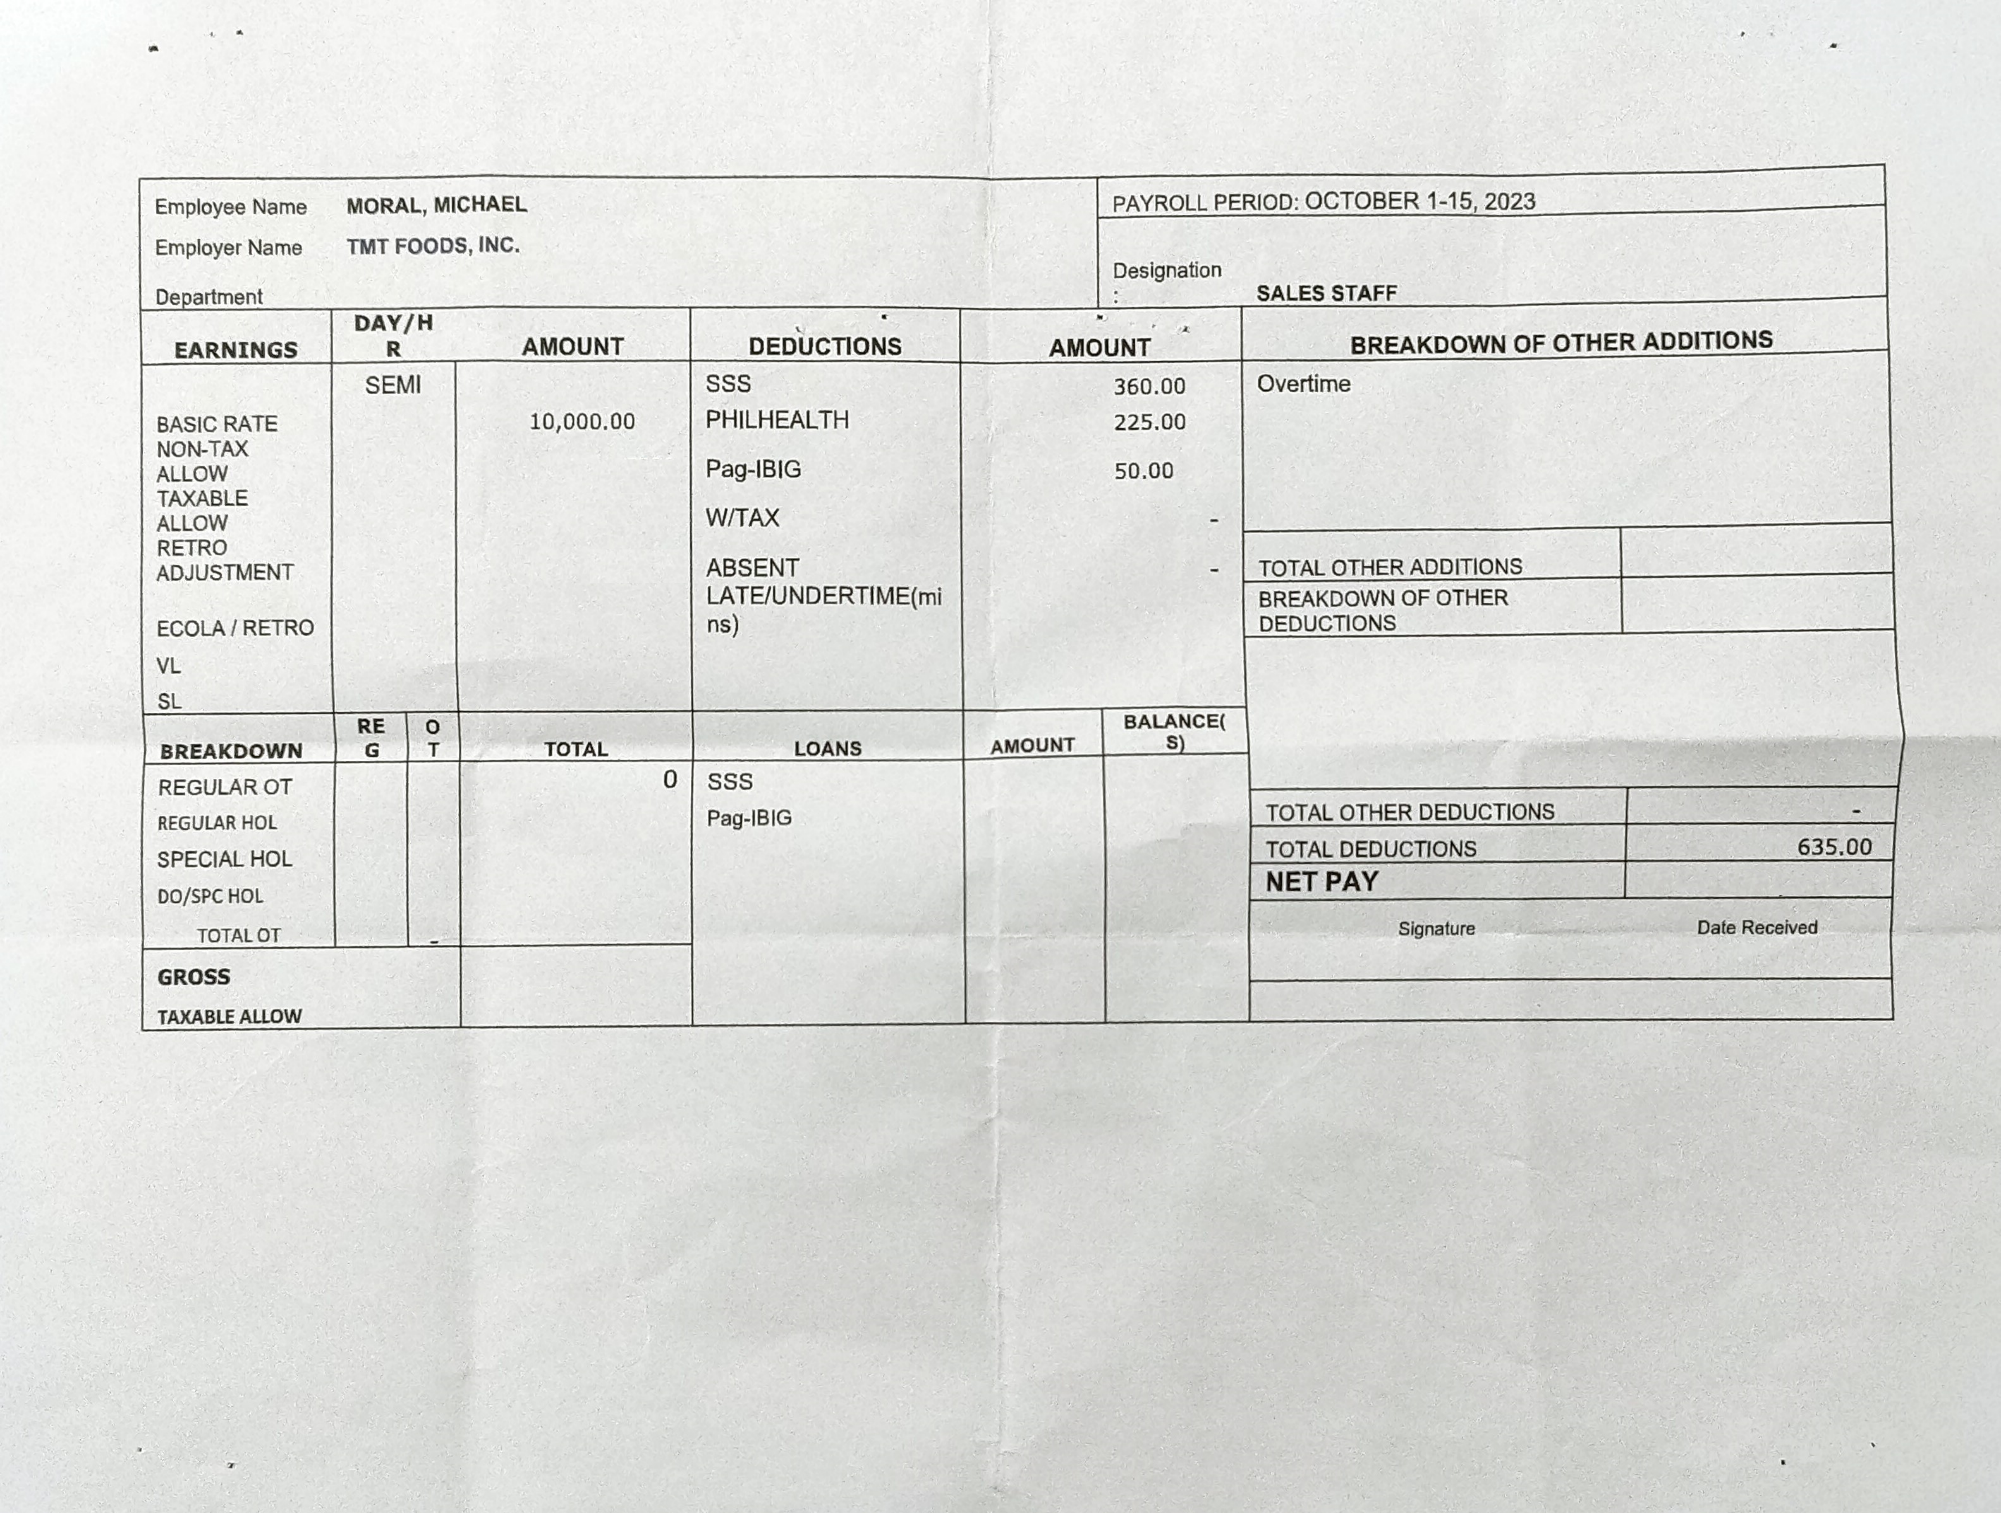 Employee Name MORAL, MICHAEL
PAYROLL PERIOD: OCTOBER 1-15, 2023
Employer Name TMT FOODS, INC.
Designation
:
SALES STAFF
Department
EARNINGS DAY/H
R AMOUNT DEDUCTIONS AMOUNT BREAKDOWN OF OTHER ADDITIONS
SEMI SSS 360.00 Overtime
BASIC RATE 10,000.00 PHILHEALTH 225.00
NON-TAX
ALLOW Pag-IBIG 50.00
TAXABLE
ALLOW W/TAX -
RETRO
ADJUSTMENT ABSENT - TOTAL OTHER ADDITIONS
LATE/UNDERTIME(mi
ns)
BREAKDOWN OF OTHER
DEDUCTIONS
ECOLA / RETRO
VL
SL
BREAKDOWN RE
G O
T TOTAL LOANS AMOUNT BALANCE(
S)
REGULAR OT 0 SSS
REGULAR HOL Pag-IBIG TOTAL OTHER DEDUCTIONS -
SPECIAL HOL TOTAL DEDUCTIONS 635.00
DO/SPC HOL NET PAY
TOTAL OT - Signature Date Received
GROSS
TAXABLE ALLOW